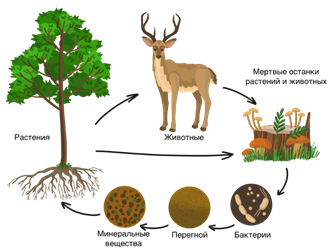 Мертвые останки
растений и животных
Растения
Животные
Минеральные
вещества
Перегной
Бактерии